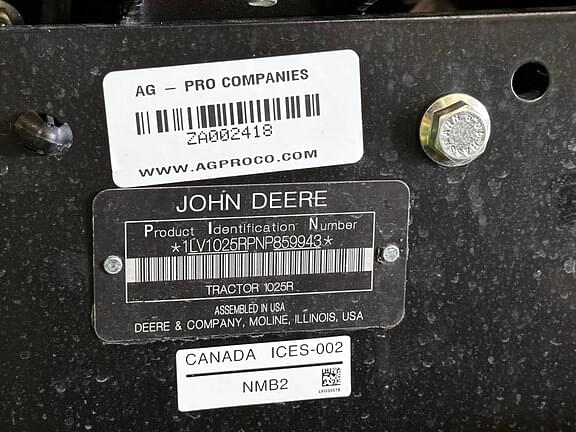 AG - PRO COMPANIES
ZA002418
WWW.AGPROCO.COM
JOHN DEERE
Product Identification Number
*1LV1025RPNP859943*
TRACTOR 1025R
ASSEMBLED IN USA
DEERE & COMPANY, MOLINE, ILLINOIS, USA
CANADA ICES-002
NMB2